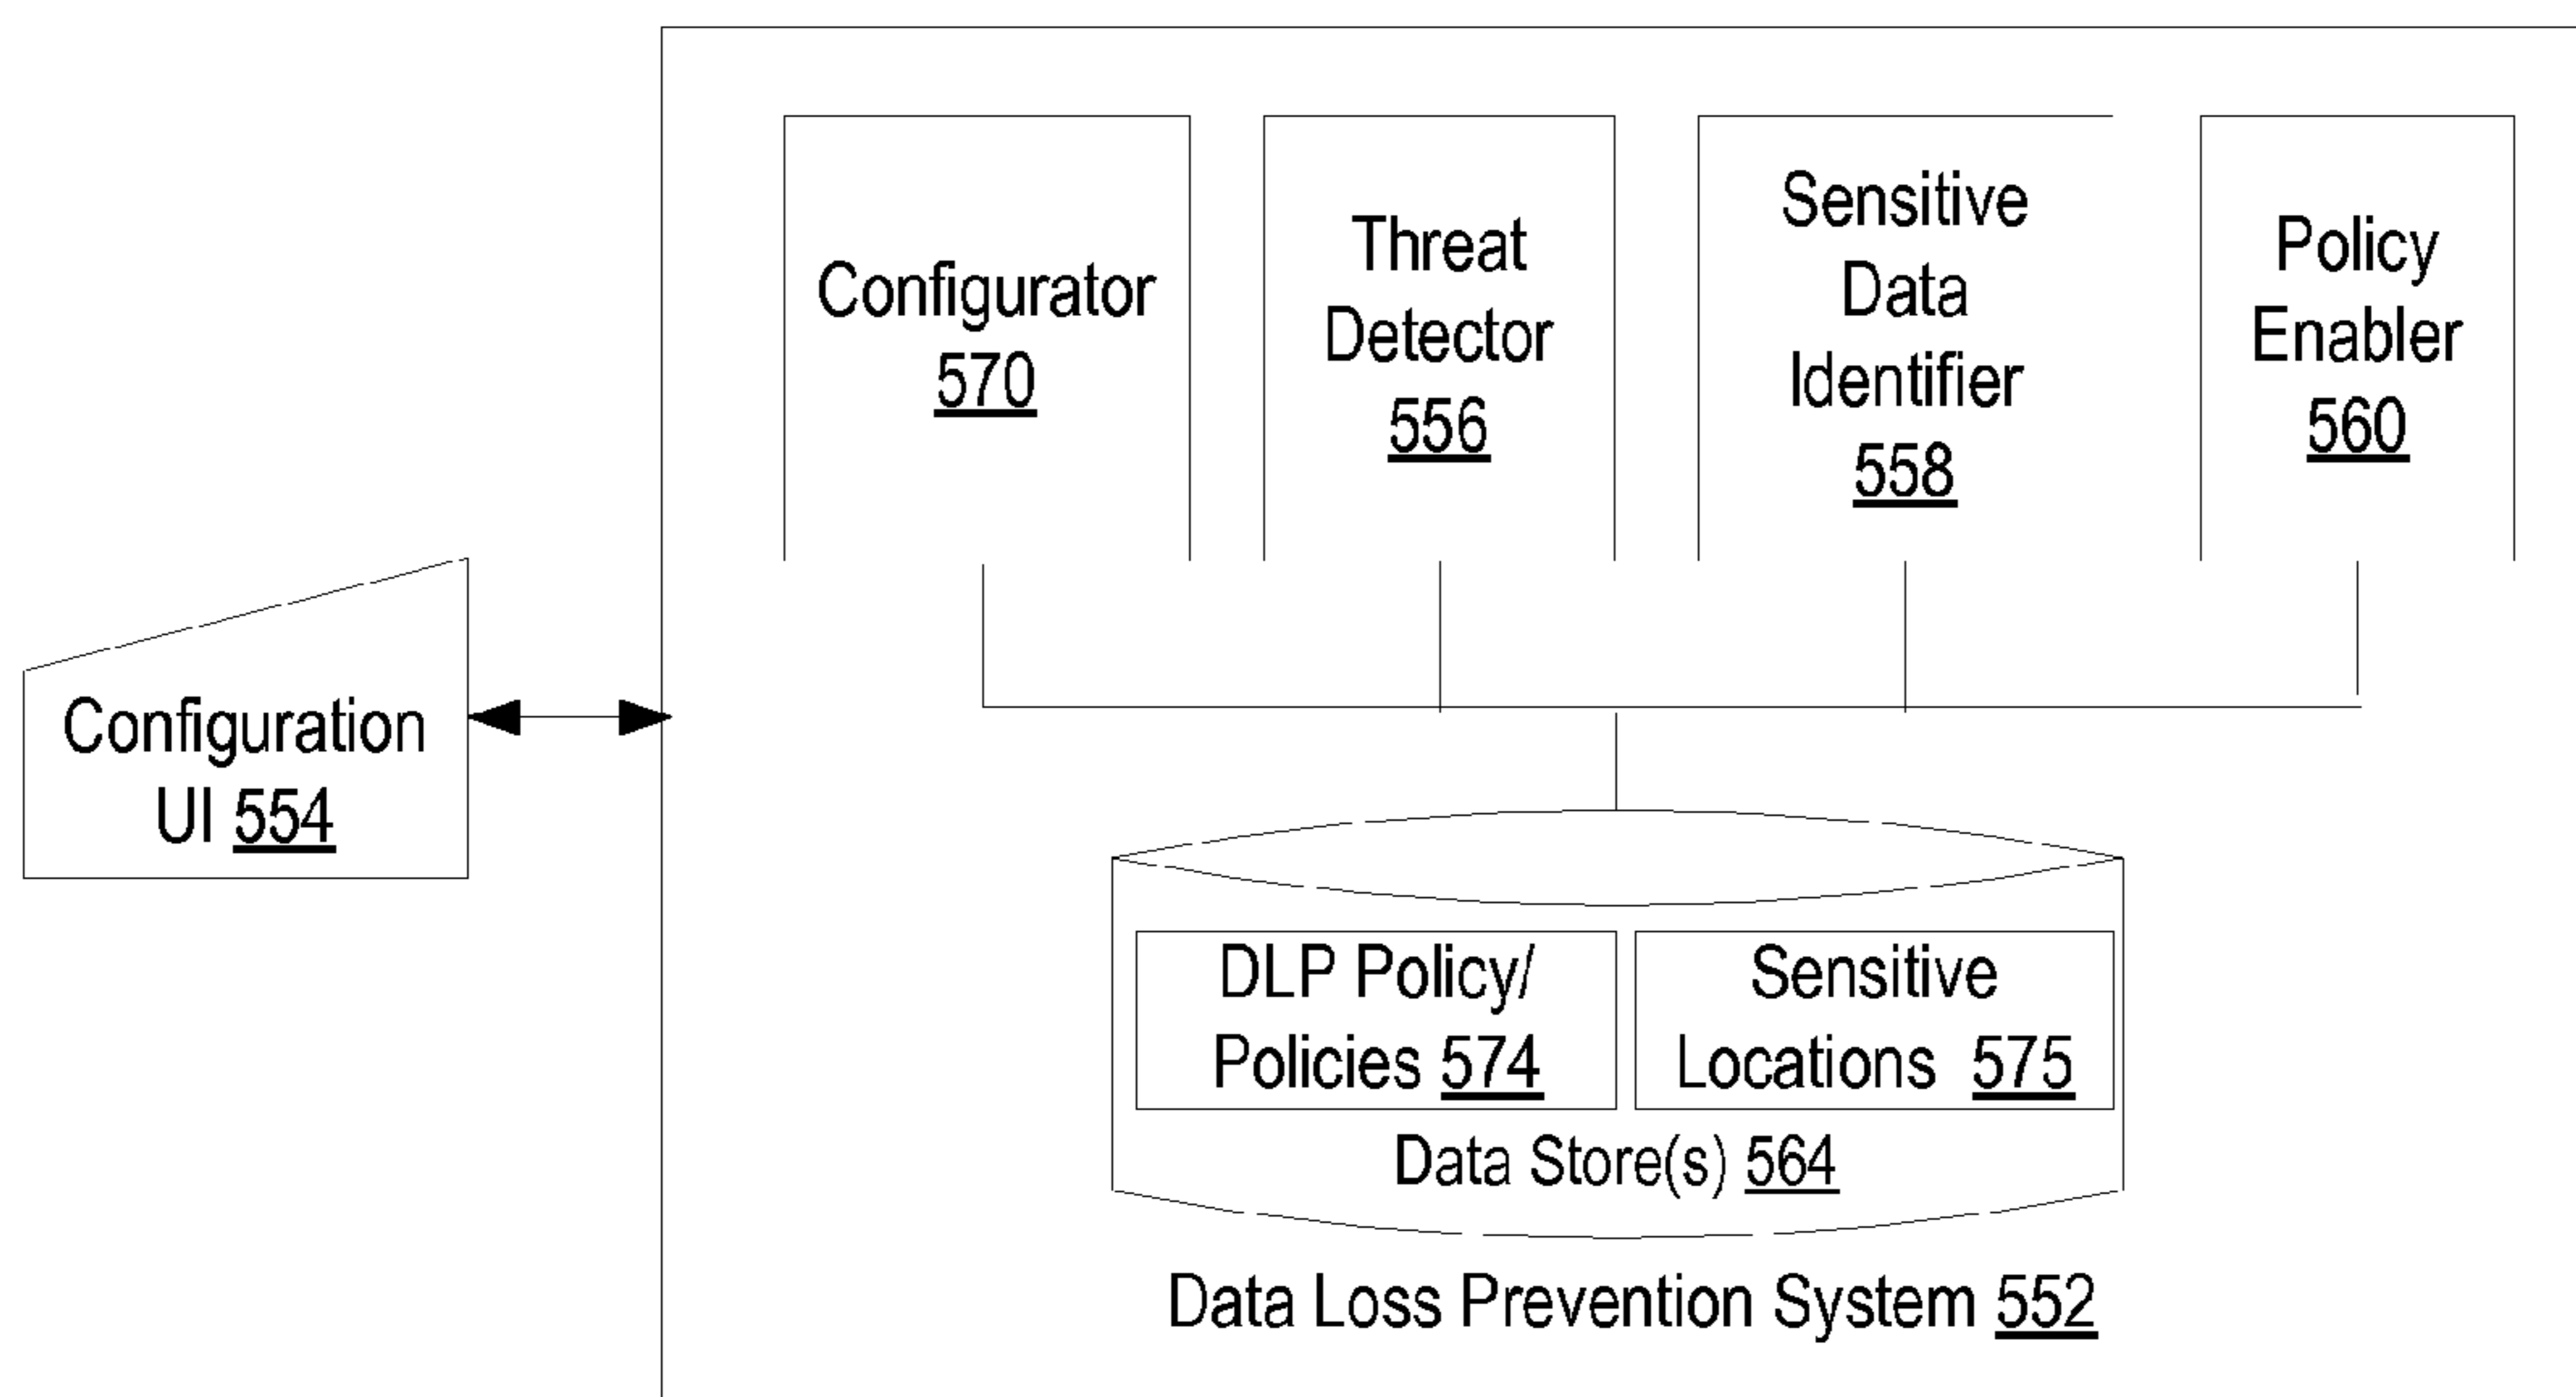 Configurator
570
Threat
Detector
556
Sensitive
Data
Identifier
558
Policy
Enabler
560
Configuration
UI 554
DLP Policy/
Policies 574
Sensitive
Locations 575
Data Store(s) 564
Data Loss Prevention System 552